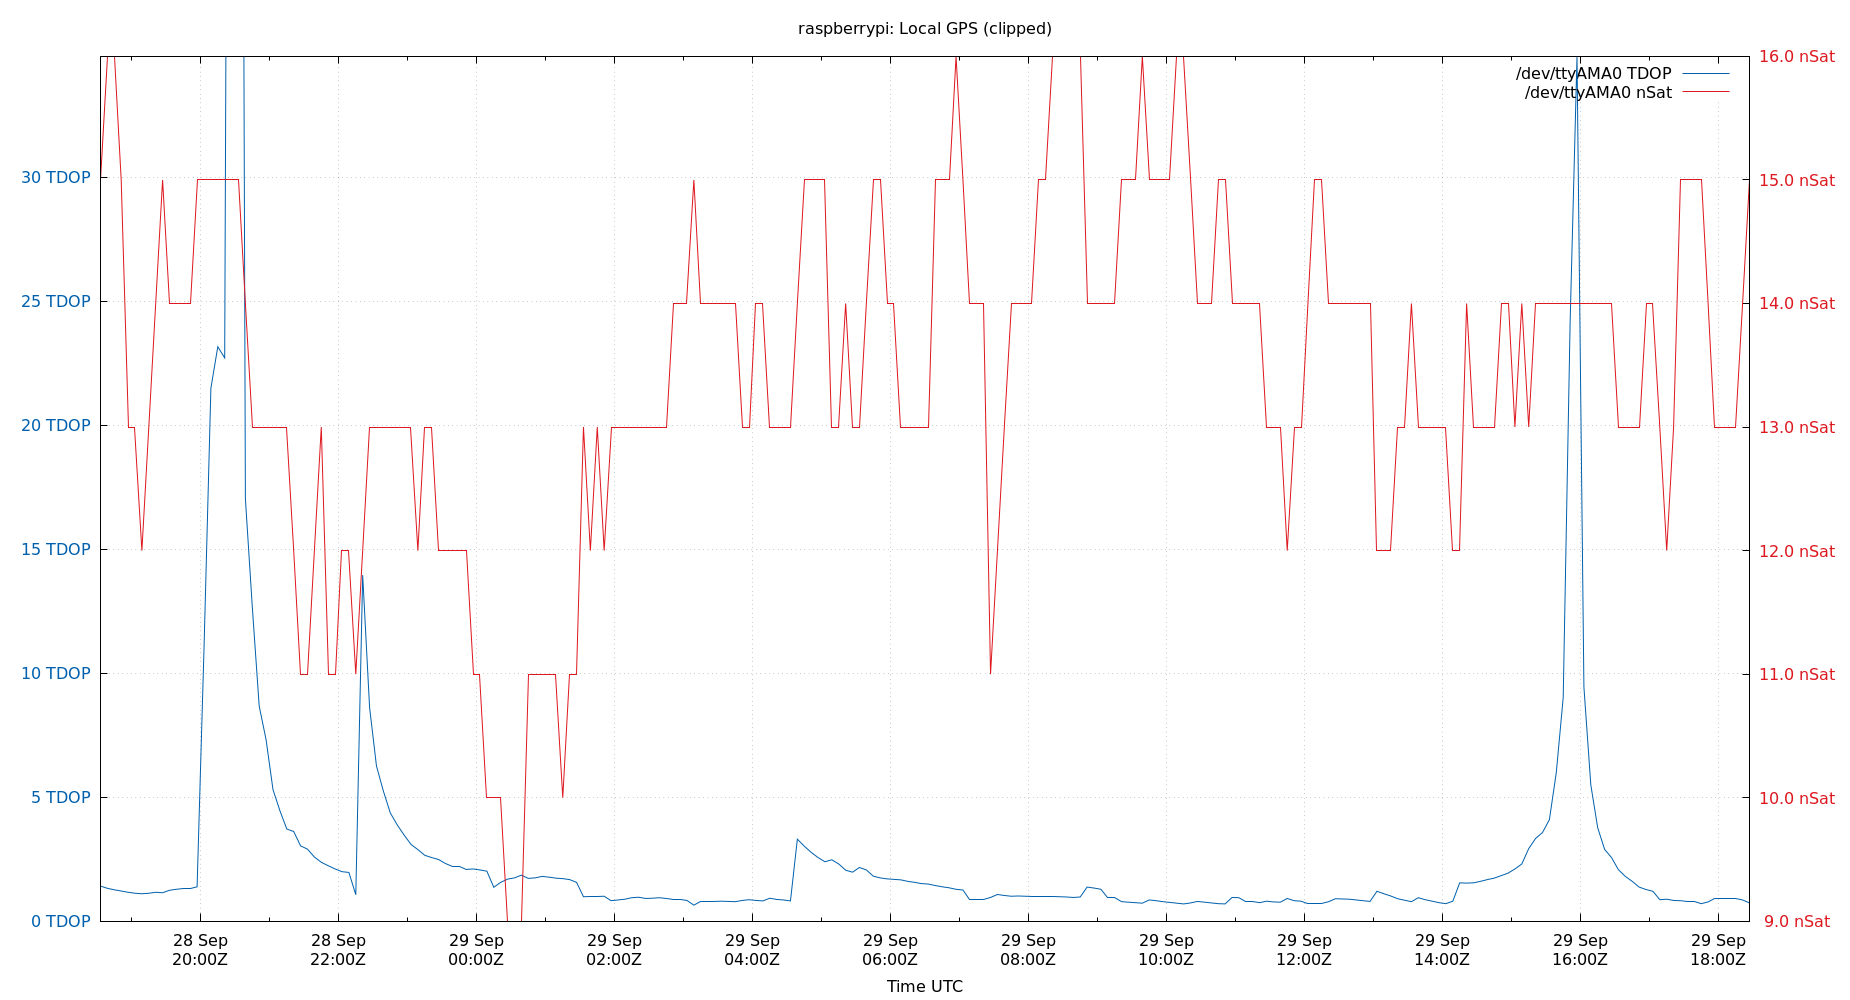 raspberrypi: Local GPS (clipped)
/dev/ttyAMA0 TDOP
/dev/ttyAMA0 nSat
30 TDOP
25 TDOP
20 TDOP
15 TDOP
10 TDOP
5 TDOP
0 TDOP
16.0 nSat
15.0 nSat
14.0 nSat
13.0 nSat
12.0 nSat
11.0 nSat
10.0 nSat
9.0 nSat
28 Sep 28 Sep 29 Sep 29 Sep 29 Sep 29 Sep 29 Sep 29 Sep 29 Sep 29 Sep 29 Sep 29 Sep
20:00Z 22:00Z 00:00Z 02:00Z 04:00Z 06:00Z 08:00Z 10:00Z 12:00Z 14:00Z 16:00Z 18:00Z
Time UTC